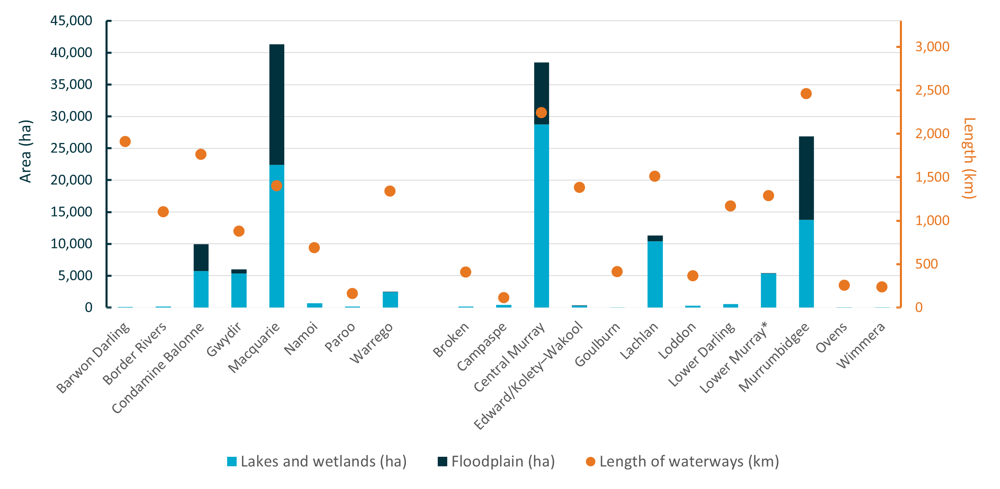 45,000
40,000
35,000
30,000
25,000
20,000
15,000
10,000
5,000
0
Area (ha)
3,000
2,500
2,000
1,500
1,000
500
0
Length (km)
Barwon Darling
Border Rivers
Condamine Balonne
Gwydir
Macquarie
Namoi
Paroo
Warrego
Broken
Campaspe
Central Murray
Edward/Kolety–Wakool
Goulburn
Lachlan
Loddon
Lower Darling
Lower Murray*
Murrumbidgee
Ovens
Wimmera
Lakes and wetlands (ha)
Floodplain (ha)
Length of waterways (km)